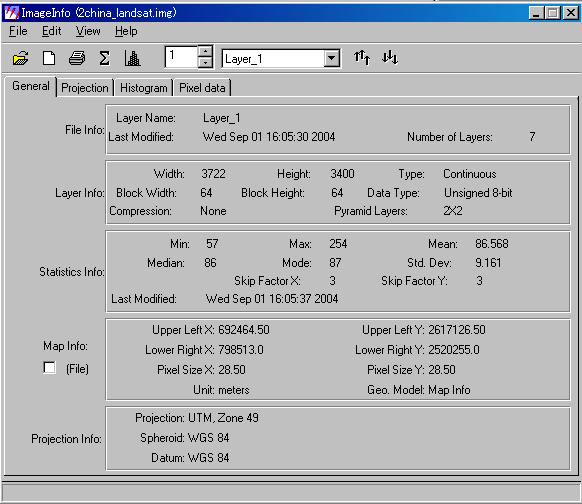 ImageInfo (2china_landsat.img)
File Edit View Help
1 Layer_1
General Projection Histogram Pixel data
File Info:
Layer Name: Layer_1
Last Modified: Wed Sep 01 16:05:30 2004 Number of Layers: 7
Layer Info:
Width: 3722 Height: 3400 Type: Continuous
Block Width: 64 Block Height: 64 Data Type: Unsigned 8-bit
Compression: None Pyramid Layers: 2X2
Statistics Info:
Min: 57 Max: 254 Mean: 86.568
Median: 86 Mode: 87 Std. Dev: 9.161
Skip Factor X: 3 Skip Factor Y: 3
Last Modified: Wed Sep 01 16:05:37 2004
Map Info:
(File)
Upper Left X: 692464.50 Upper Left Y: 2617126.50
Lower Right X: 798513.0 Lower Right Y: 2520255.0
Pixel Size X: 28.50 Pixel Size Y: 28.50
Unit: meters Geo. Model: Map Info
Projection Info:
Projection: UTM, Zone 49
Spheroid: WGS 84
Datum: WGS 84